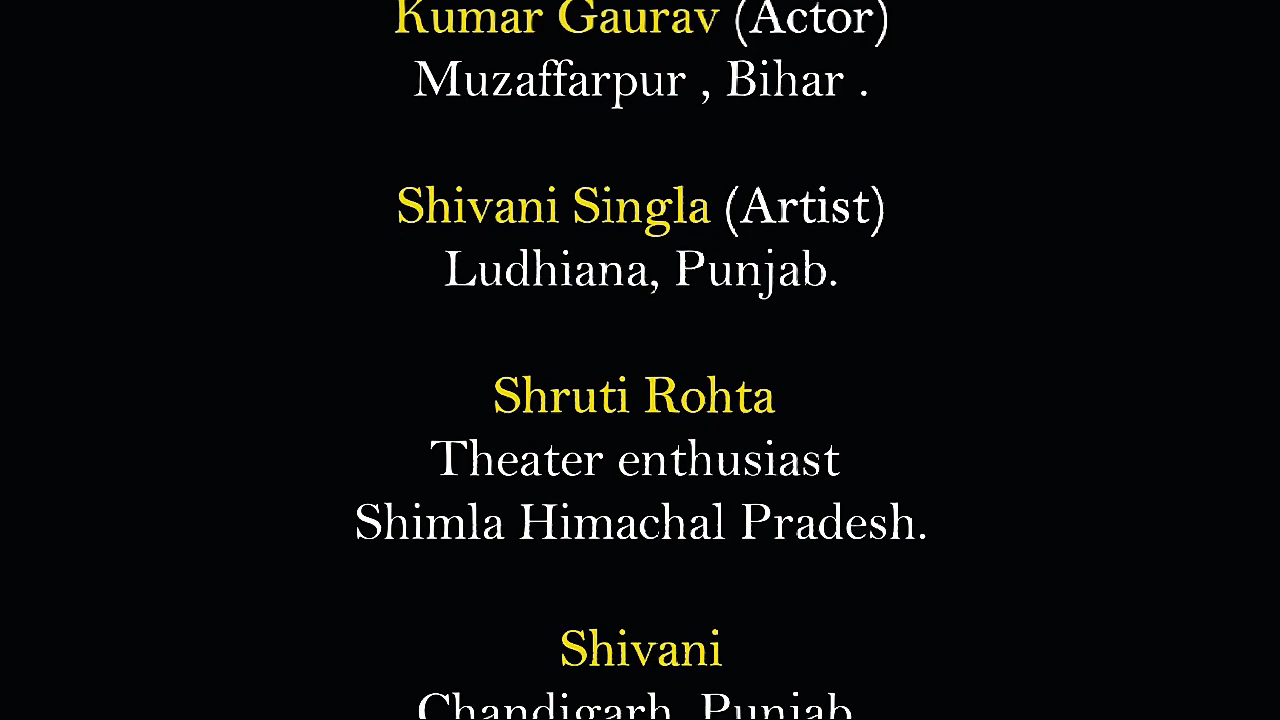 Kumar Gaurav (Actor)
Muzaffarpur , Bihar .
Shivani Singla (Artist)
Ludhiana, Punjab.
Shruti Rohta
Theater enthusiast
Shimla Himachal Pradesh.
Shivani
Chandigarh, Punjab